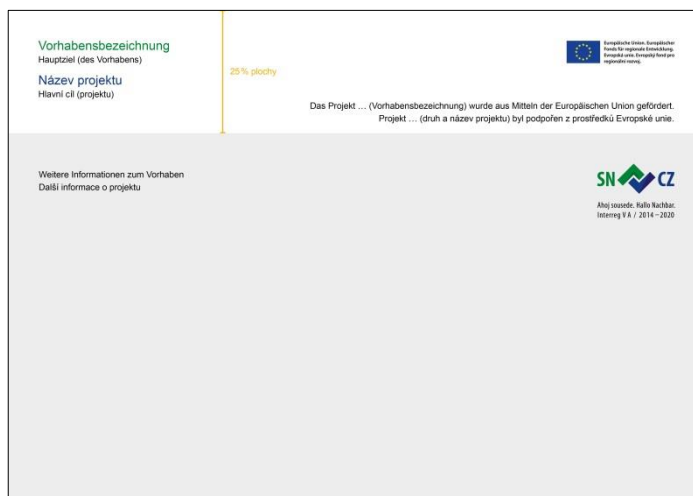 Vorhabensbezeichnung
Hauptziel (des Vorhabens)
Název projektu
Hlavní cíl (projektu)
25 % plochy
Europäische Union. Europäischer
Fonds für regionale Entwicklung.
Evropská unie. Evropský fond pro
regionální rozvoj.
Das Projekt … (Vorhabensbezeichnung) wurde aus Mitteln der Europäischen Union gefördert.
Projekt … (druh a název projektu) byl podpořen z prostředků Evropské unie.
Weitere Informationen zum Vorhaben
Další informace o projektu
SN CZ
Ahoj sousede. Hallo Nachbar.
Interreg V A / 2014 – 2020